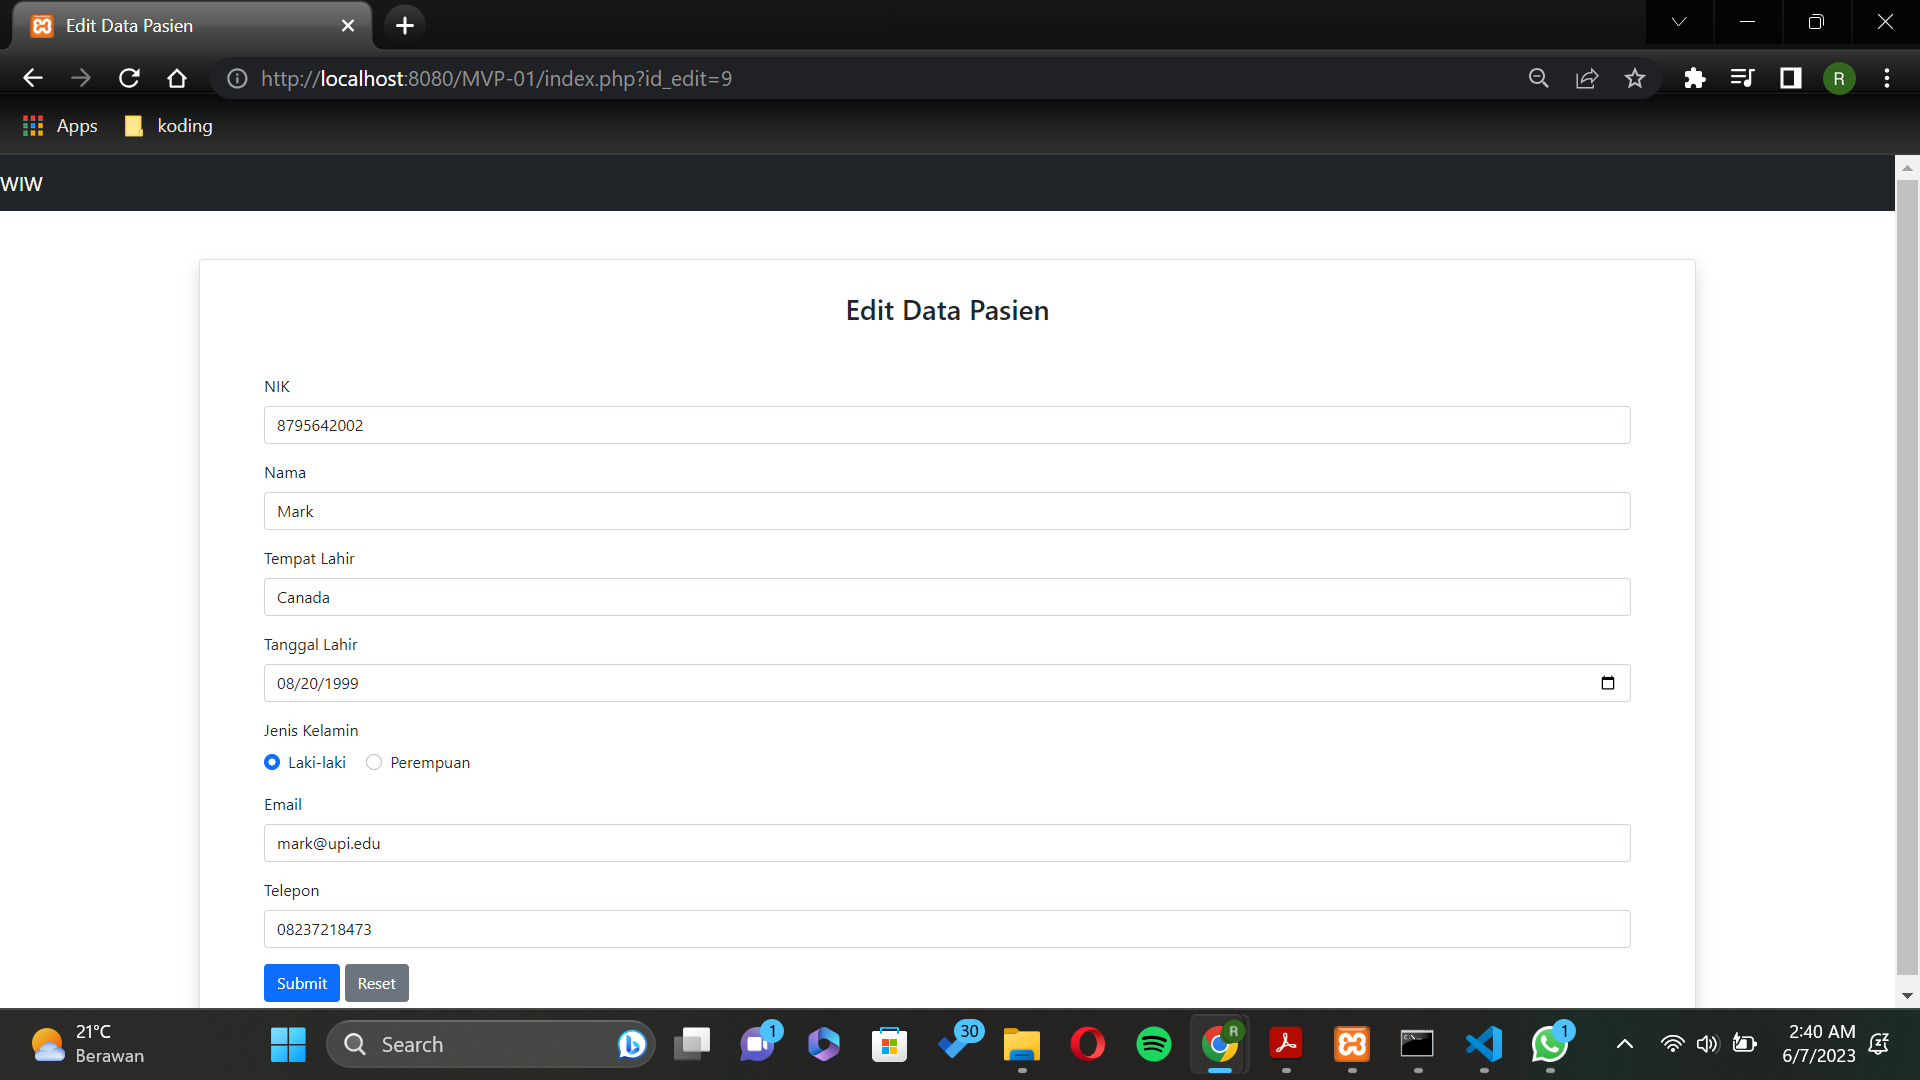 Edit Data Pasien
http://localhost:8080/MVP-01/index.php?id_edit=9
R
Apps
koding
WIW
Edit Data Pasien
NIK
8795642002
Nama
Mark
Tempat Lahir
Canada
Tanggal Lahir
08/20/1999
Jenis Kelamin
Laki-laki Perempuan
Email
mark@upi.edu
Telepon
08237218473
Submit Reset
21°C
Berawan
Search
1
30
R
1
2:40 AM
6/7/2023